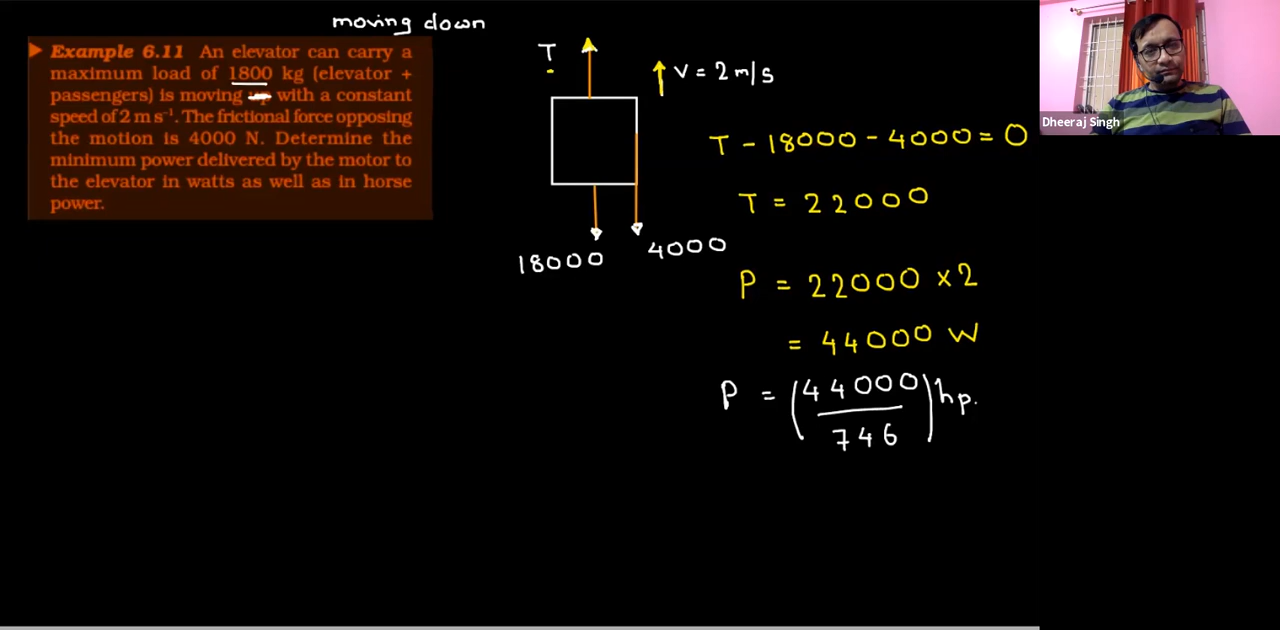 moving down
▶ Example 6.11 An elevator can carry a
maximum load of 1800 kg (elevator +
passengers) is moving up with a constant
speed of 2 m s⁻¹. The frictional force opposing
the motion is 4000 N. Determine the
minimum power delivered by the motor to
the elevator in watts as well as in horse
power.
T
V = 2 m/s
18000
4000
T - 18000 - 4000 = 0
T = 22000
P = 22000 × 2
= 44000 W
P = (44000/746) hp.
Dheeraj Singh